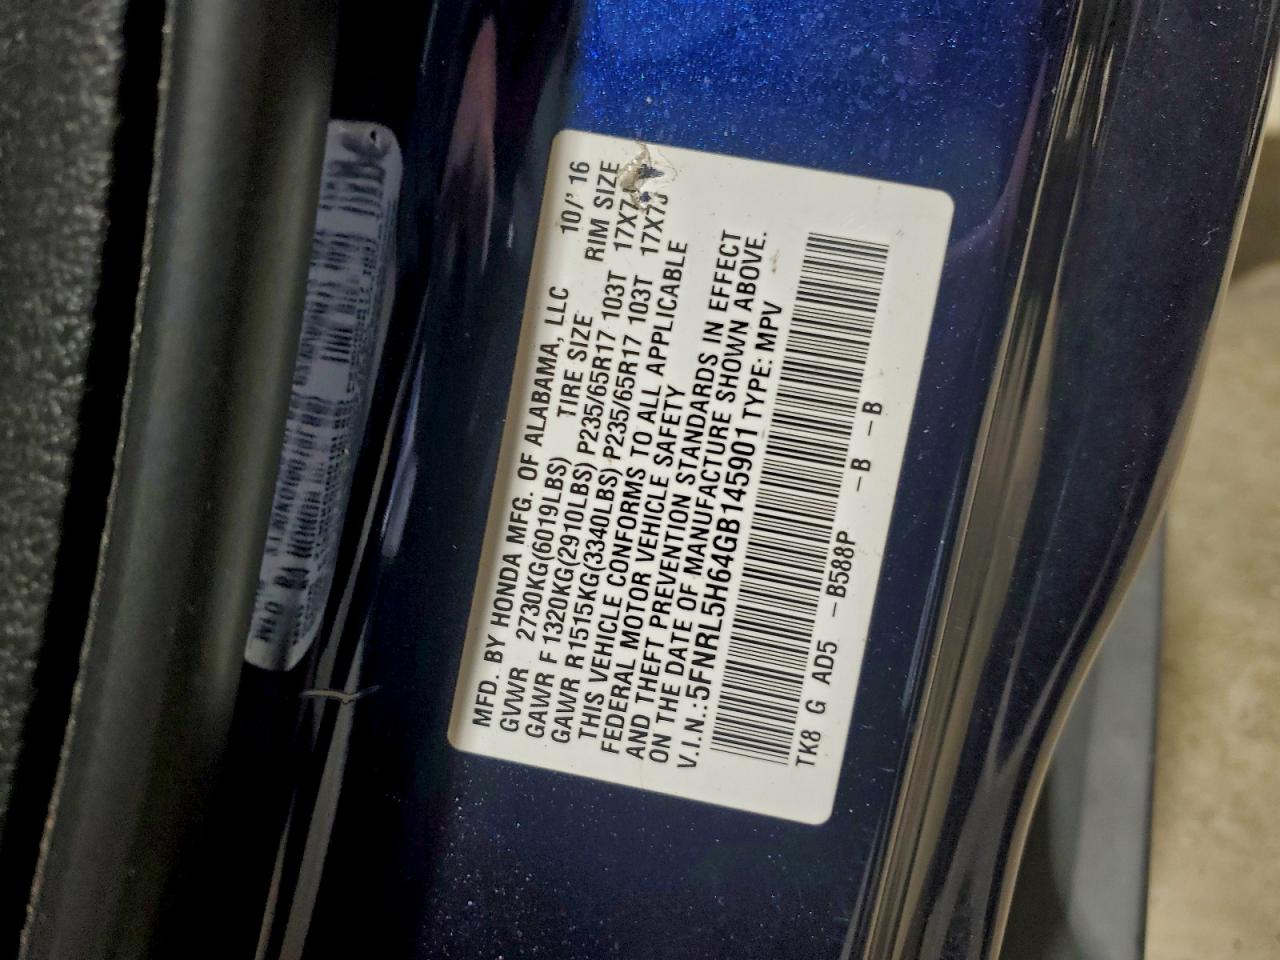 MFD. BY HONDA MFG. OF ALABAMA, LLC 10/'16
GVWR 2730KG(6019LBS) TIRE SIZE RIM SIZE
GAWR F 1320KG(2910LBS) P235/65R17 103T 17X7J
GAWR R1515KG(3340LBS) P235/65R17 103T 17X7J
THIS VEHICLE CONFORMS TO ALL APPLICABLE
FEDERAL MOTOR VEHICLE SAFETY
AND THEFT PREVENTION STANDARDS IN EFFECT
ON THE DATE OF MANUFACTURE SHOWN ABOVE.
V.I.N.:5FNRL5H64GB145901 TYPE: MPV
TK8 G AD5 -B588P -B -B